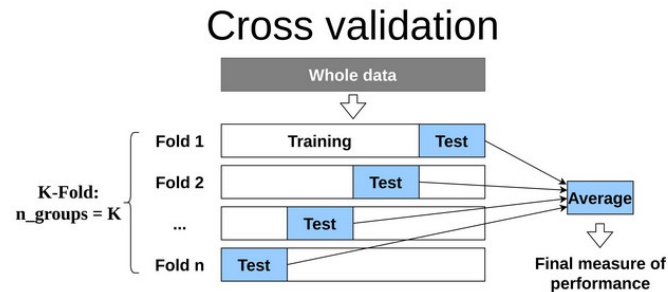 Cross validation
Whole data
Fold 1
Training
Test
Fold 2
Test
K-Fold:
n_groups = K
Average
...
Test
Fold n
Test
Final measure of
performance